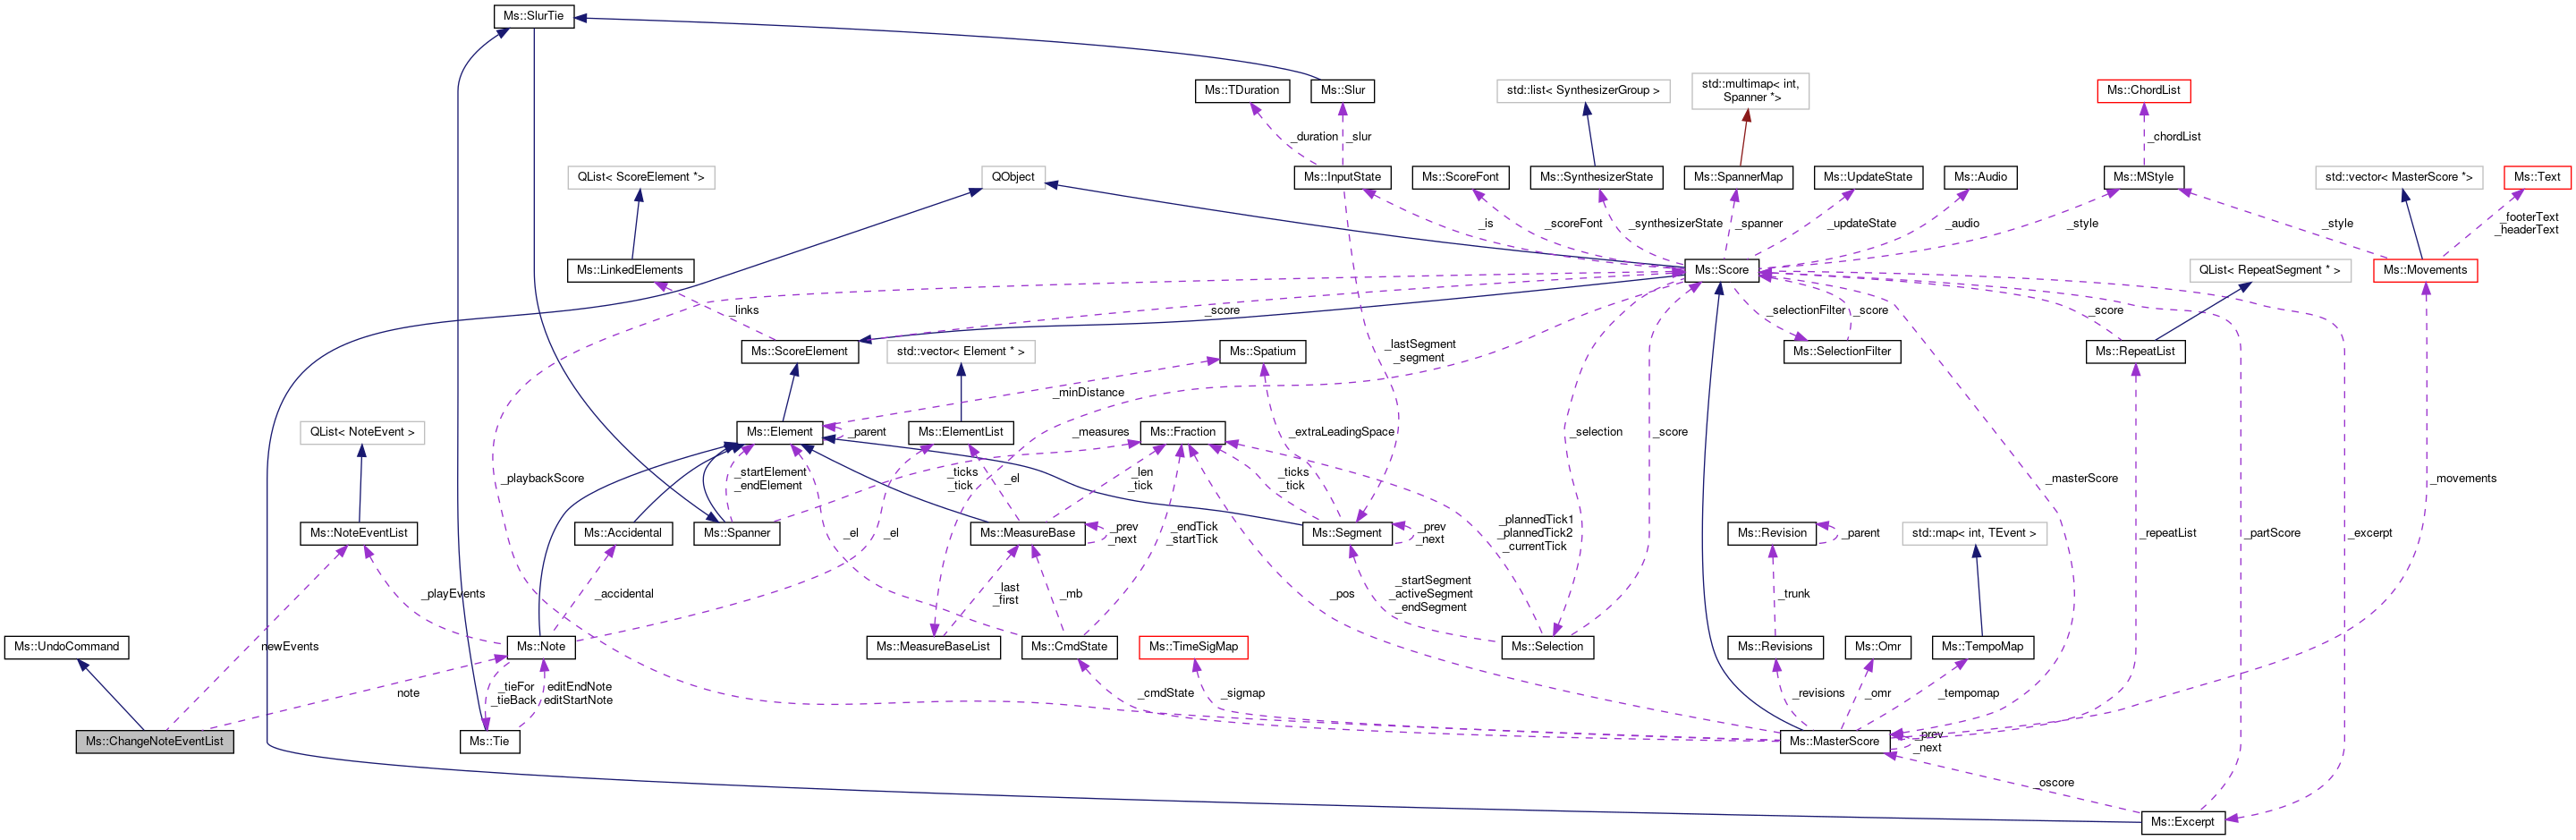 Ms::SlurTie
Ms::TDuration
Ms::Slur
std::list< SynthesizerGroup >
std::multimap< int,
Spanner *>
Ms::ChordList
_duration
_slur
_chordList
QList< ScoreElement *>
QObject
Ms::InputState
Ms::ScoreFont
Ms::SynthesizerState
Ms::SpannerMap
Ms::UpdateState
Ms::Audio
Ms::MStyle
std::vector< MasterScore *>
Ms::Text
_is
_scoreFont
_synthesizerState
_spanner
_updateState
_audio
_style
_style
_footerText
_headerText
Ms::LinkedElements
Ms::Score
QList< RepeatSegment * >
Ms::Movements
_links
_score
_lastSegment
_segment
_selectionFilter
_score
_score
Ms::ScoreElement
std::vector< Element * >
Ms::Spatium
Ms::SelectionFilter
Ms::RepeatList
_minDistance
QList< NoteEvent >
Ms::Element
_parent
Ms::ElementList
_measures
Ms::Fraction
_extraLeadingSpace
_selection
_score
_playbackScore
_startElement
_endElement
_ticks
_tick
_el
_len
_tick
_ticks
_tick
_masterScore
_movements
Ms::NoteEventList
Ms::Accidental
Ms::Spanner
_el
_el
Ms::MeasureBase
_prev
_next
_endTick
_startTick
Ms::Segment
_prev
_next
_plannedTick1
_plannedTick2
_currentTick
Ms::Revision
_parent
std::map< int, TEvent >
_repeatList
_partScore
_excerpt
_playEvents
_accidental
_last
_first
_mb
_pos
_startSegment
_activeSegment
_endSegment
_trunk
Ms::UndoCommand
newEvents
Ms::Note
Ms::MeasureBaseList
Ms::CmdState
Ms::TimeSigMap
Ms::Selection
Ms::Revisions
Ms::Omr
Ms::TempoMap
note
_tieFor
_tieBack
editEndNote
editStartNote
_cmdState
_sigmap
_revisions
_omr
_tempomap
Ms::ChangeNoteEventList
Ms::Tie
Ms::MasterScore
_prev
_next
_oscore
Ms::Excerpt